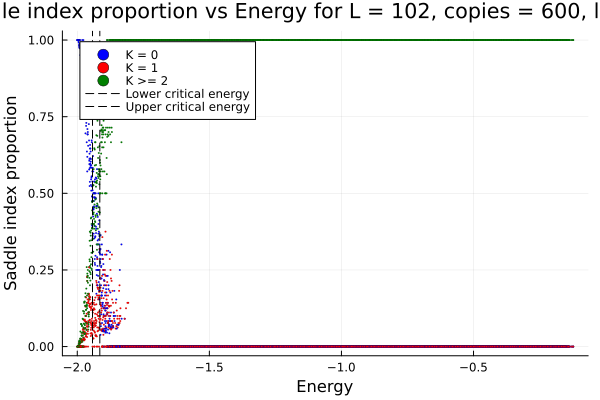 le index proportion vs Energy for L = 102, copies = 600, l
1.00
0.75
0.50
0.25
0.00
Saddle index proportion
K = 0
K = 1
K >= 2
Lower critical energy
Upper critical energy
−2.0
−1.5
−1.0
−0.5
Energy